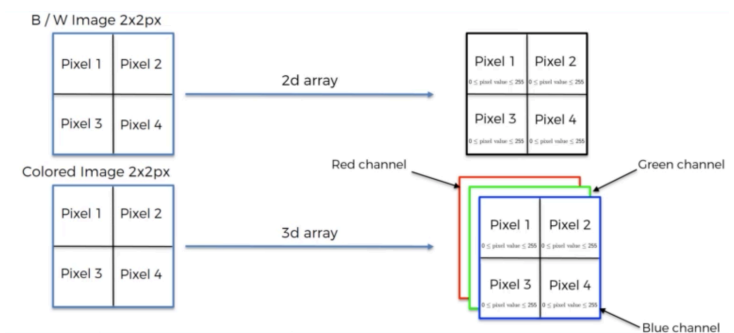 B / W Image 2x2px
Pixel 1 Pixel 2
Pixel 3 Pixel 4
2d array
Pixel 1 Pixel 2
0 ≤ pixel value ≤ 255 0 ≤ pixel value ≤ 255
Pixel 3 Pixel 4
0 ≤ pixel value ≤ 255 0 ≤ pixel value ≤ 255
Colored Image 2x2px
Pixel 1 Pixel 2
Pixel 3 Pixel 4
3d array
Red channel
Green channel
Pixel 1 Pixel 2
0 ≤ pixel value ≤ 255 0 ≤ pixel value ≤ 255
Pixel 3 Pixel 4
0 ≤ pixel value ≤ 255 0 ≤ pixel value ≤ 255
Blue channel